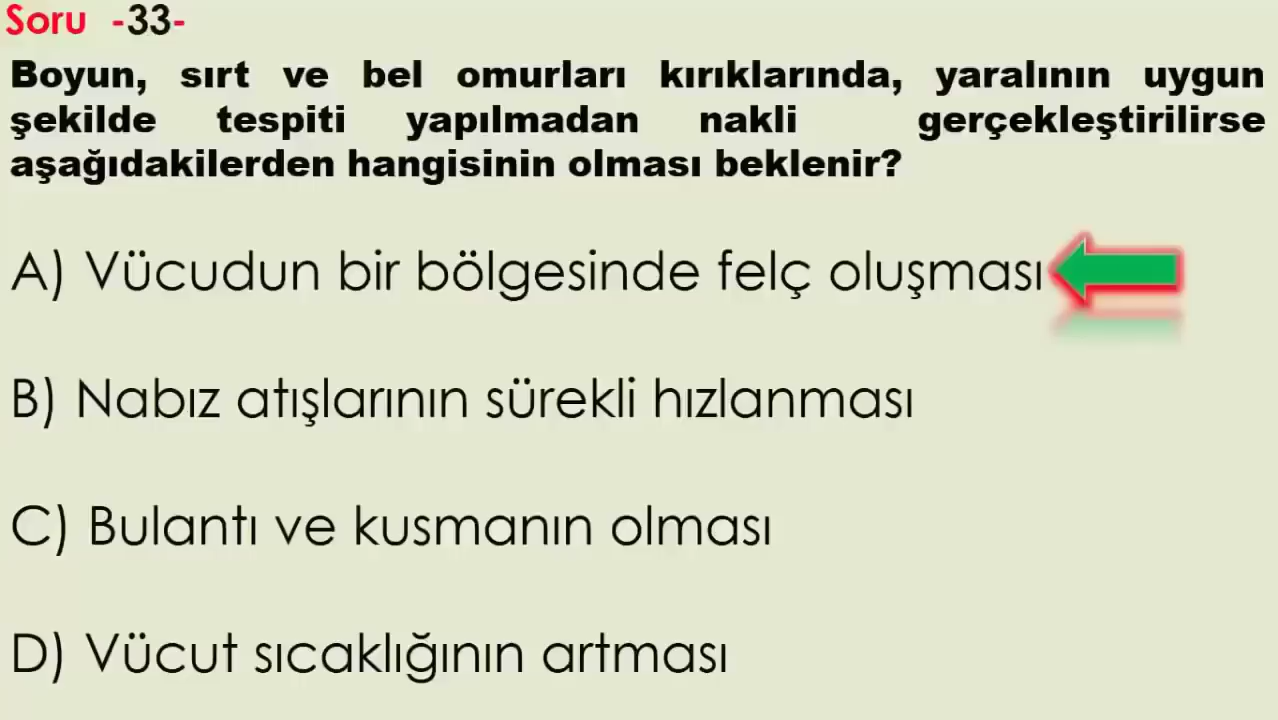 Soru -33-
Boyun, sırt ve bel omurları kırıklarında, yaralının uygun
şekilde tespiti yapılmadan nakli gerçekleştirilirse
aşağıdakilerden hangisinin olması beklenir?
A) Vücudun bir bölgesinde felç oluşması
B) Nabız atışlarının sürekli hızlanması
C) Bulantı ve kusmanın olması
D) Vücut sıcaklığının artması